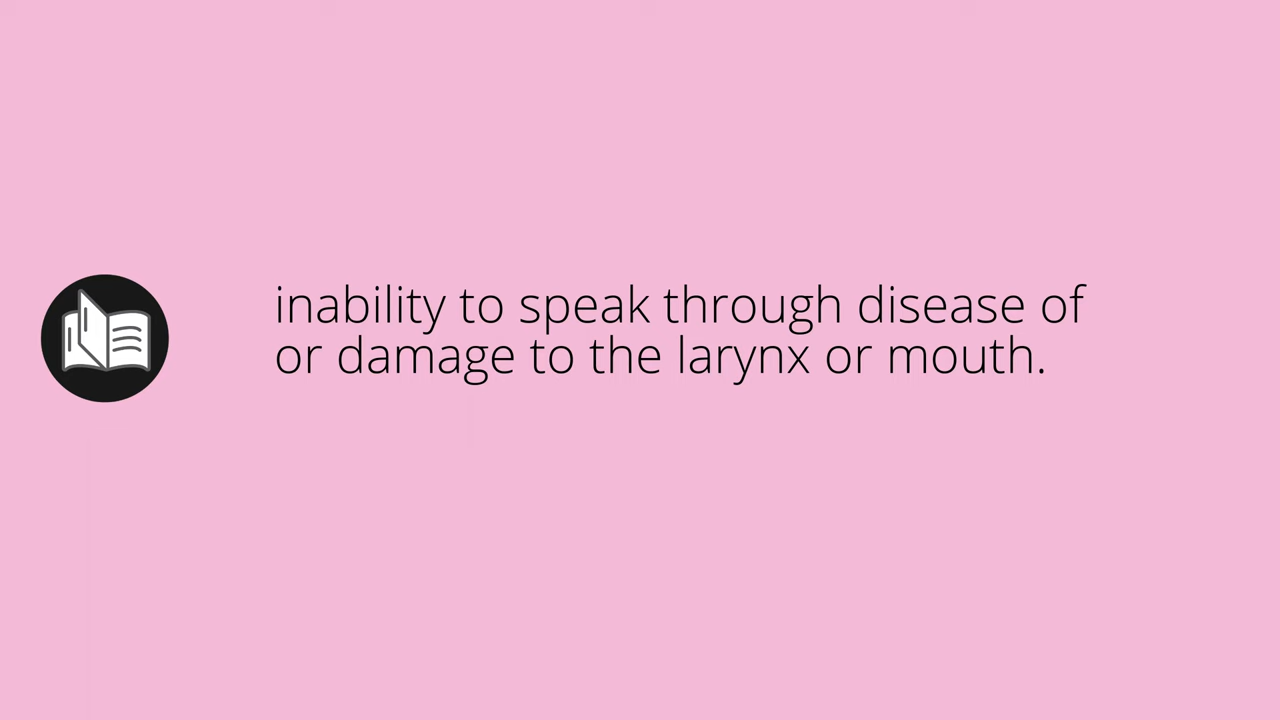 inability to speak through disease of
or damage to the larynx or mouth.